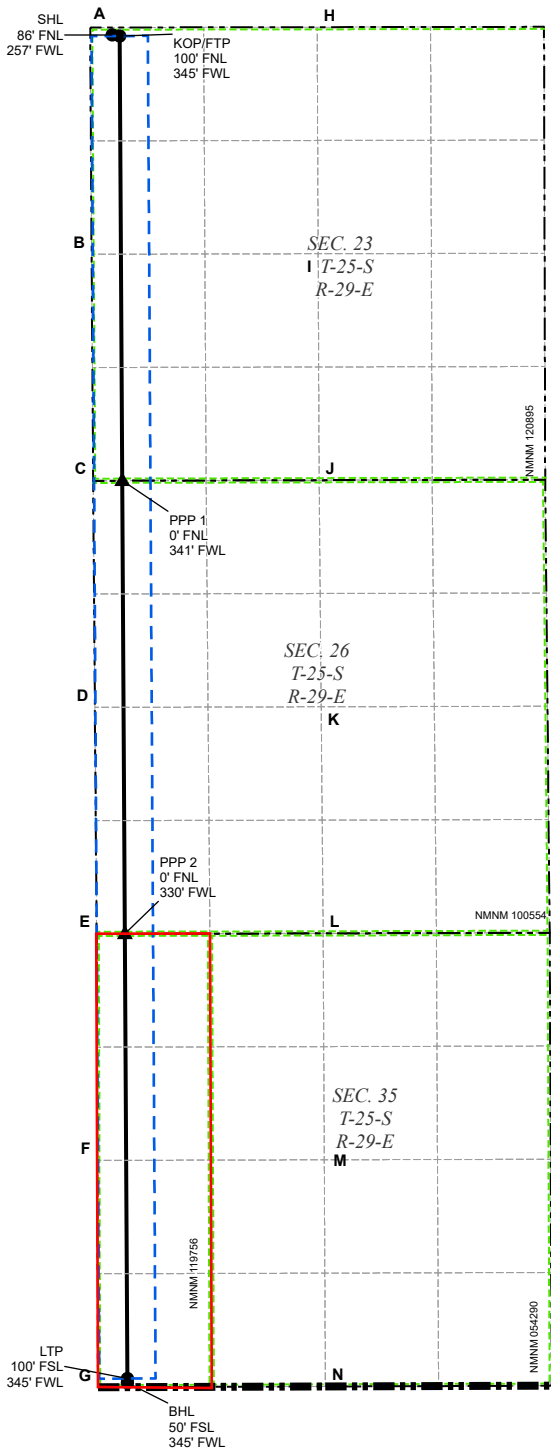 A
H
SHL
86' FNL
257' FWL
KOP/FTP
100' FNL
345' FWL
B
SEC. 23
I T-25-S
R-29-E
NMNM 120895
C
J
PPP 1
0' FNL
341' FWL
SEC. 26
T-25-S
R-29-E
D
K
PPP 2
0' FNL
330' FWL
E
L
NMNM 100554
SEC. 35
T-25-S
R-29-E
F
M
NMNM 119756
NMNM 054290
LTP
100' FSL
345' FWL
G
N
BHL
50' FSL
345' FWL